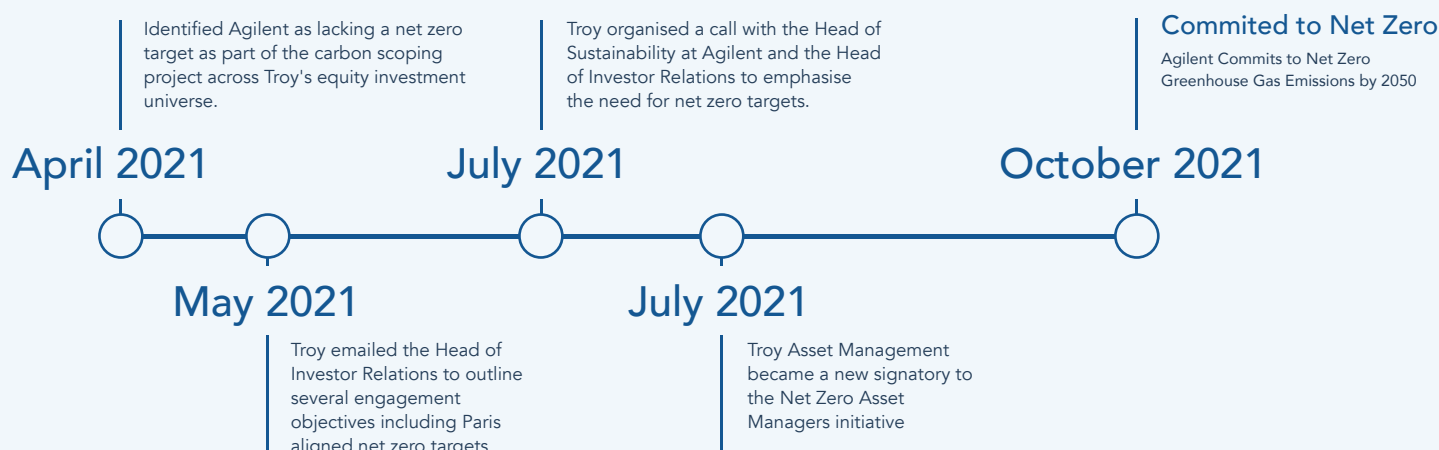 Identified Agilent as lacking a net zero
target as part of the carbon scoping
project across Troy's equity investment
universe.
April 2021
Troy organised a call with the Head of
Sustainability at Agilent and the Head
of Investor Relations to emphasise
the need for net zero targets.
July 2021
Commited to Net Zero
Agilent Commits to Net Zero
Greenhouse Gas Emissions by 2050
October 2021
May 2021
Troy emailed the Head of
Investor Relations to outline
several engagement
objectives including Paris
aligned net zero targets
July 2021
Troy Asset Management
became a new signatory to
the Net Zero Asset
Managers initiative